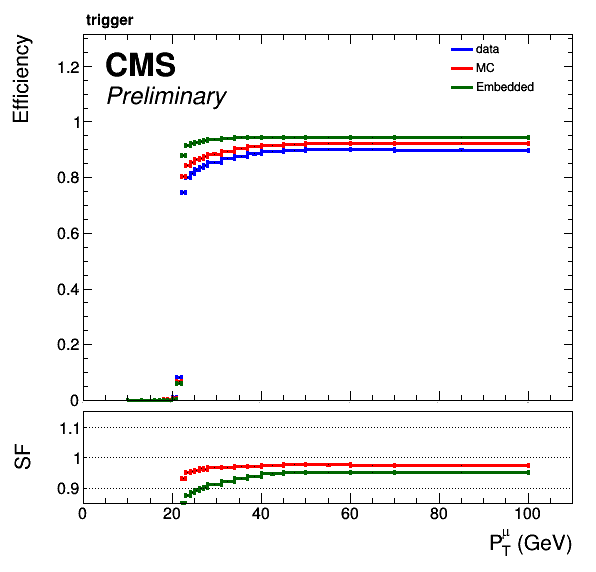 trigger
CMS
Preliminary
data
MC
Embedded
Efficiency
1.2
1
0.8
0.6
0.4
0.2
0
SF
1.1
1
0.9
0 20 40 60 80 100
P_T^μ (GeV)